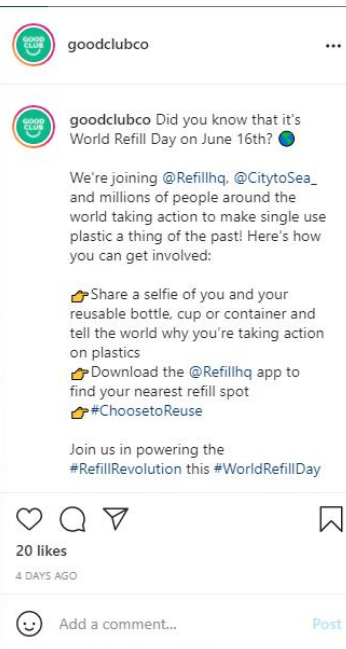 GOOD
CLUB
goodclubco
GOOD
CLUB
goodclubco Did you know that it's
World Refill Day on June 16th? 🌎
We're joining @Refillhq, @CitytoSea_
and millions of people around the
world taking action to make single use
plastic a thing of the past! Here's how
you can get involved:
👉Share a selfie of you and your
reusable bottle, cup or container and
tell the world why you're taking action
on plastics
👉Download the @Refillhq app to
find your nearest refill spot
👉#ChoosetoReuse
Join us in powering the
#RefillRevolution this #WorldRefillDay
20 likes
4 DAYS AGO
Add a comment...
Post